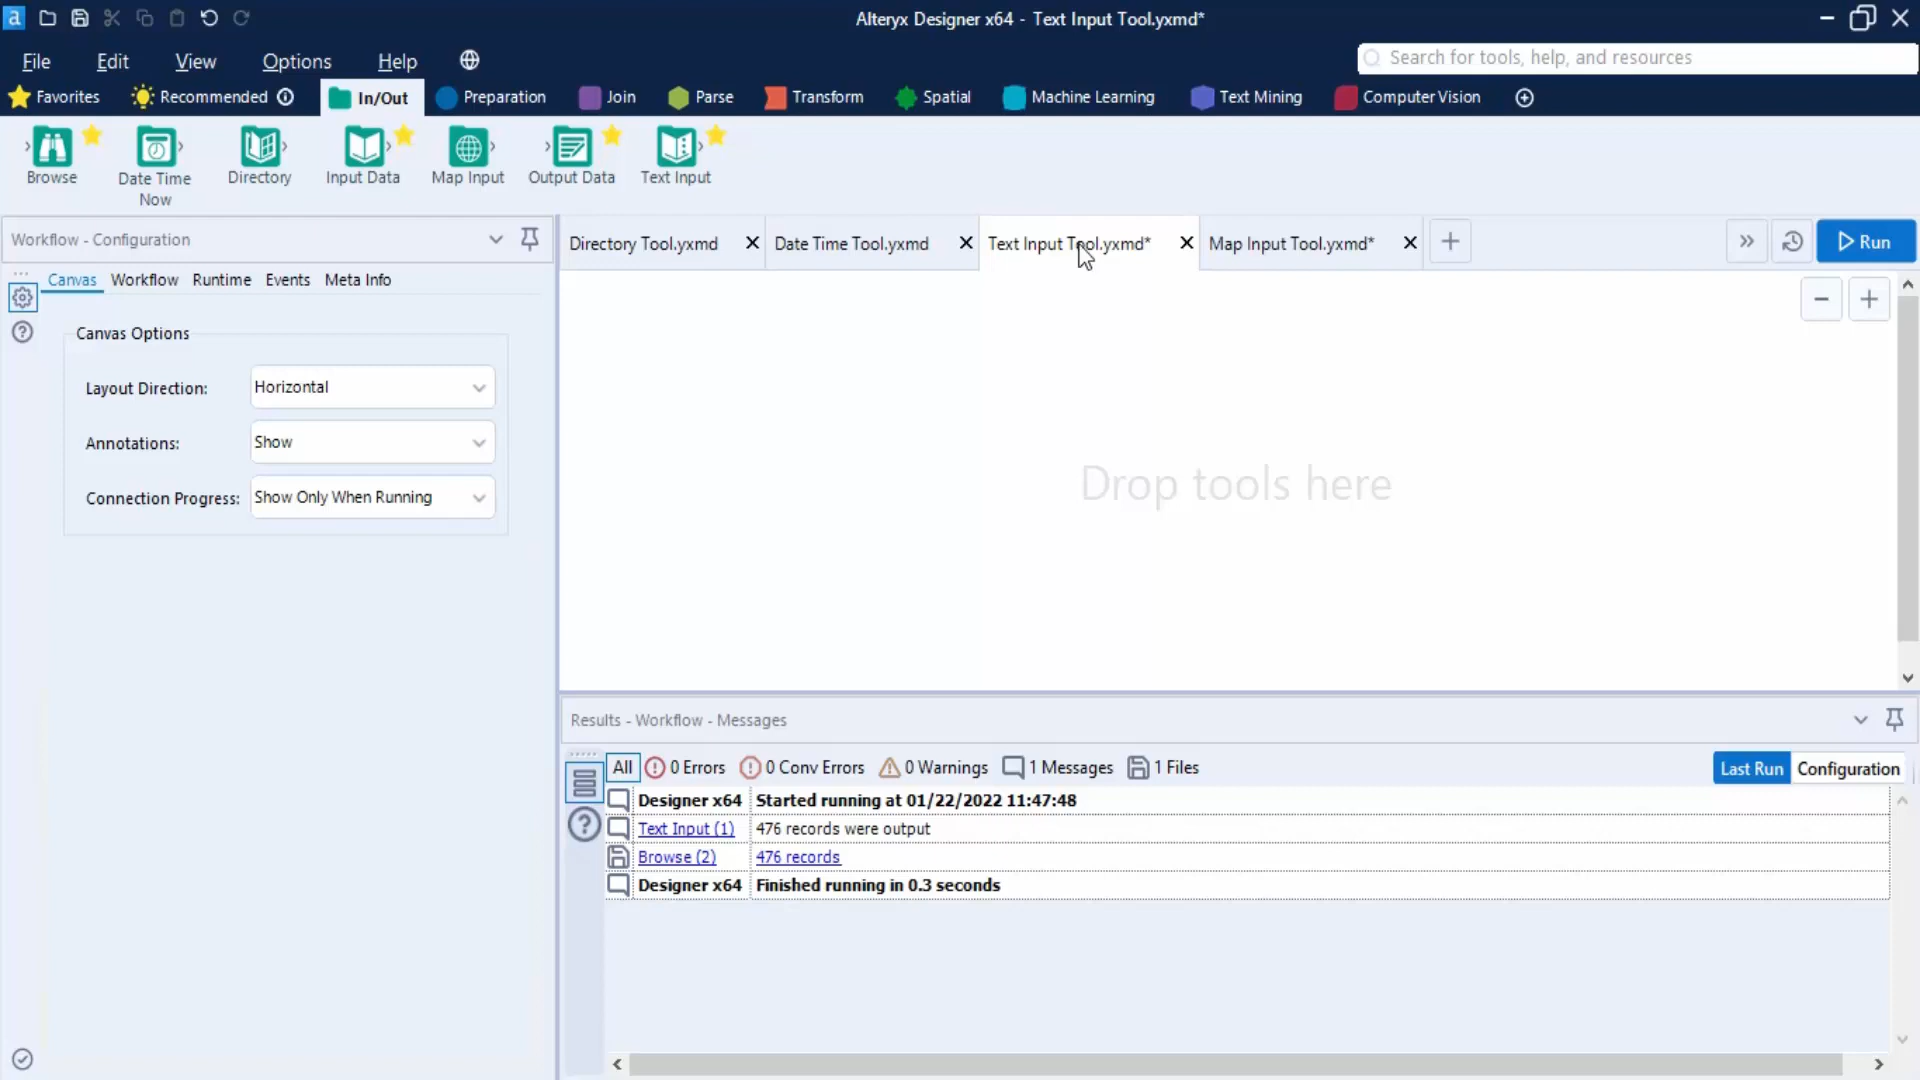 a
Alteryx Designer x64 - Text Input Tool.yxmd*
File Edit View Options Help
Search for tools, help, and resources
Favorites Recommended In/Out Preparation Join Parse Transform Spatial Machine Learning Text Mining Computer Vision
Browse Date Time Now Directory Input Data Map Input Output Data Text Input
Workflow - Configuration
Directory Tool.yxmd Date Time Tool.yxmd Text Input Tool.yxmd* Map Input Tool.yxmd*
Run
Canvas Workflow Runtime Events Meta Info
Canvas Options
Layout Direction: Horizontal
Annotations: Show
Connection Progress: Show Only When Running
Drop tools here
Results - Workflow - Messages
All 0 Errors 0 Conv Errors 0 Warnings 1 Messages 1 Files
Last Run Configuration
Designer x64 Started running at 01/22/2022 11:47:48
Text Input (1) 476 records were output
Browse (2) 476 records
Designer x64 Finished running in 0.3 seconds